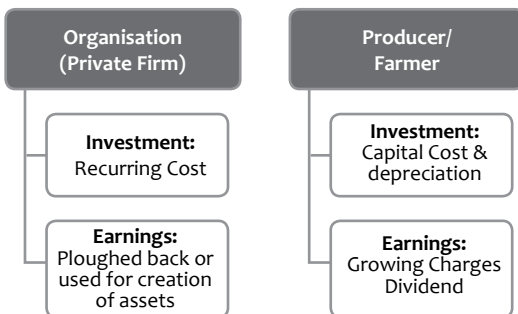 Organisation
(Private Firm)
Investment:
Recurring Cost
Earnings:
Ploughed back or
used for creation
of assets
Producer/
Farmer
Investment:
Capital Cost &
depreciation
Earnings:
Growing Charges
Dividend